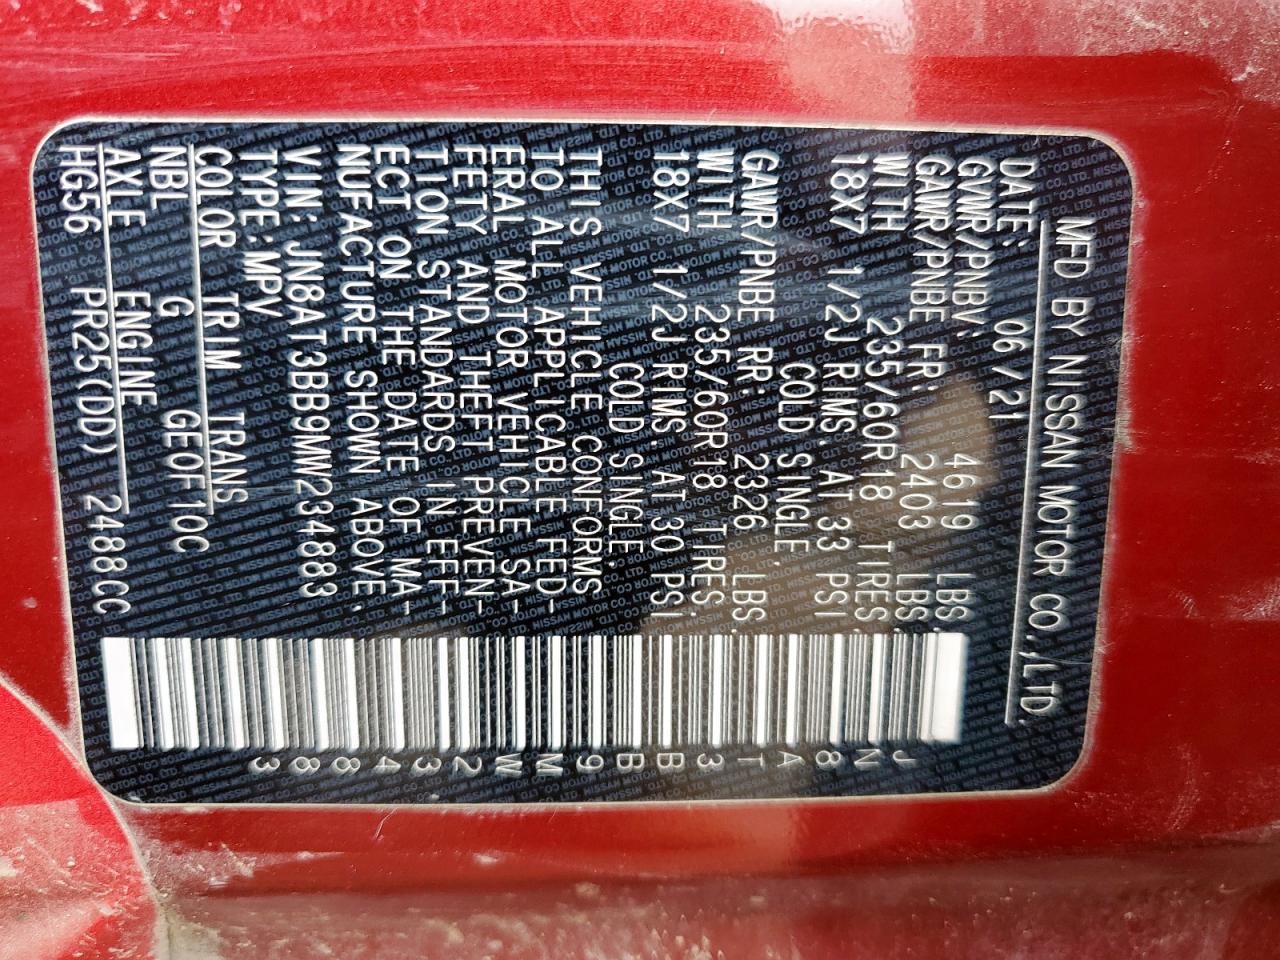 MFD BY NISSAN MOTOR CO.,LTD.
DATE: 06/21
GVWR/PNBV: 4619 LBS.
GAWR/PNBE FR: 2403 LBS.
WITH 235/60R18 TIRES,
18X7 1/2J RIMS. AT 33 PSI
COLD SINGLE,
GAWR/PNBE RR: 2326 LBS.
WITH 235/60R18 TIRES,
18X7 1/2J RIMS. AT 30 PSI
COLD SINGLE,
THIS VEHICLE CONFORMS
TO ALL APPLICABLE FED-
ERAL MOTOR VEHICLE SA-
FETY AND THEFT PREVEN-
TION STANDARDS IN EFF-
ECT ON THE DATE OF MA-
NUFACTURE SHOWN ABOVE.
VIN: JN8AT3BB9MW234883
TYPE: MPV
COLOR TRIM TRANS
NBL G GE0F10C
AXLE ENGINE
HG56 PR25(DD) 2488CC
JN8AT3BB9MW234883